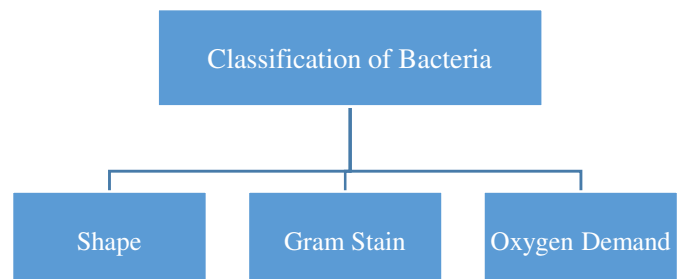 Classification of Bacteria
Shape
Gram Stain
Oxygen Demand